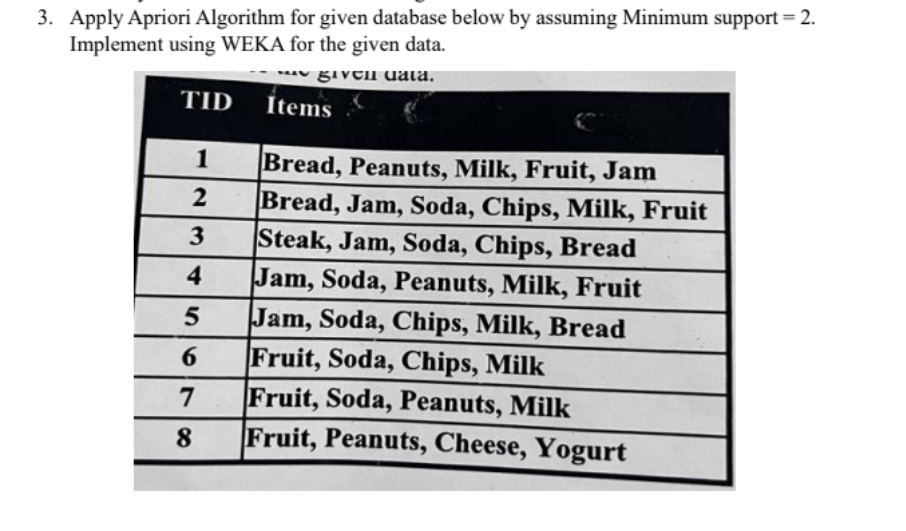 3. Apply Apriori Algorithm for given database below by assuming Minimum support = 2.
Implement using WEKA for the given data.
given data.
TID Items
1 Bread, Peanuts, Milk, Fruit, Jam
2 Bread, Jam, Soda, Chips, Milk, Fruit
3 Steak, Jam, Soda, Chips, Bread
4 Jam, Soda, Peanuts, Milk, Fruit
5 Jam, Soda, Chips, Milk, Bread
6 Fruit, Soda, Chips, Milk
7 Fruit, Soda, Peanuts, Milk
8 Fruit, Peanuts, Cheese, Yogurt